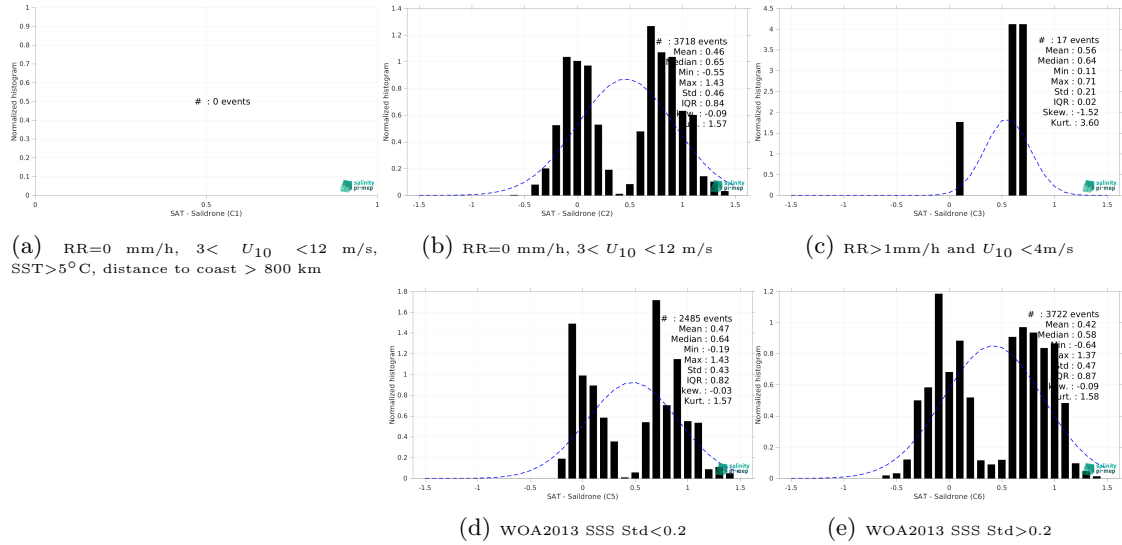 1
0.9
0.8
0.7
0.6
0.5
0.4
0.3
0.2
0.1
0
Normalized histogram
# : 0 events
0 0.5 1
SAT - Saildrone (C1)
salinity
pi-mep
(a) RR=0 mm/h, 3< U10 <12 m/s,
SST>5°C, distance to coast > 800 km
1.4
1.2
1
0.8
0.6
0.4
0.2
0
Normalized histogram
# : 3718 events
Mean : 0.46
Median : 0.65
Min : -0.55
Max : 1.43
Std : 0.46
IQR : 0.84
Skew. : -0.09
Kurt. : 1.57
-1.5 -1 -0.5 0 0.5 1 1.5
SAT - Saildrone (C2)
salinity
pi-mep
(b) RR=0 mm/h, 3< U10 <12 m/s
4.5
4
3.5
3
2.5
2
1.5
1
0.5
0
Normalized histogram
# : 17 events
Mean : 0.56
Median : 0.64
Min : 0.11
Max : 0.71
Std : 0.21
IQR : 0.02
Skew. : -1.52
Kurt. : 3.60
-1.5 -1 -0.5 0 0.5 1 1.5
SAT - Saildrone (C3)
salinity
pi-mep
(c) RR>1mm/h and U10 <4m/s
1.8
1.6
1.4
1.2
1
0.8
0.6
0.4
0.2
0
Normalized histogram
# : 2485 events
Mean : 0.47
Median : 0.64
Min : -0.19
Max : 1.43
Std : 0.43
IQR : 0.82
Skew. : -0.03
Kurt. : 1.57
-1.5 -1 -0.5 0 0.5 1 1.5
SAT - Saildrone (C5)
salinity
pi-mep
(d) WOA2013 SSS Std<0.2
1.2
1
0.8
0.6
0.4
0.2
0
Normalized histogram
# : 3722 events
Mean : 0.42
Median : 0.58
Min : -0.64
Max : 1.37
Std : 0.47
IQR : 0.87
Skew. : -0.09
Kurt. : 1.58
-1.5 -1 -0.5 0 0.5 1 1.5
SAT - Saildrone (C6)
salinity
pi-mep
(e) WOA2013 SSS Std>0.2